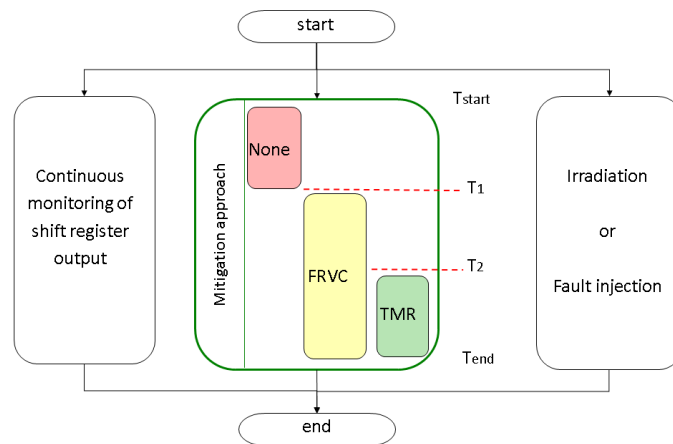 start
Continuous
monitoring of
shift register
output
Mitigation approach
None
FRVC
TMR
Tstart
T1
T2
Tend
Irradiation
or
Fault injection
end